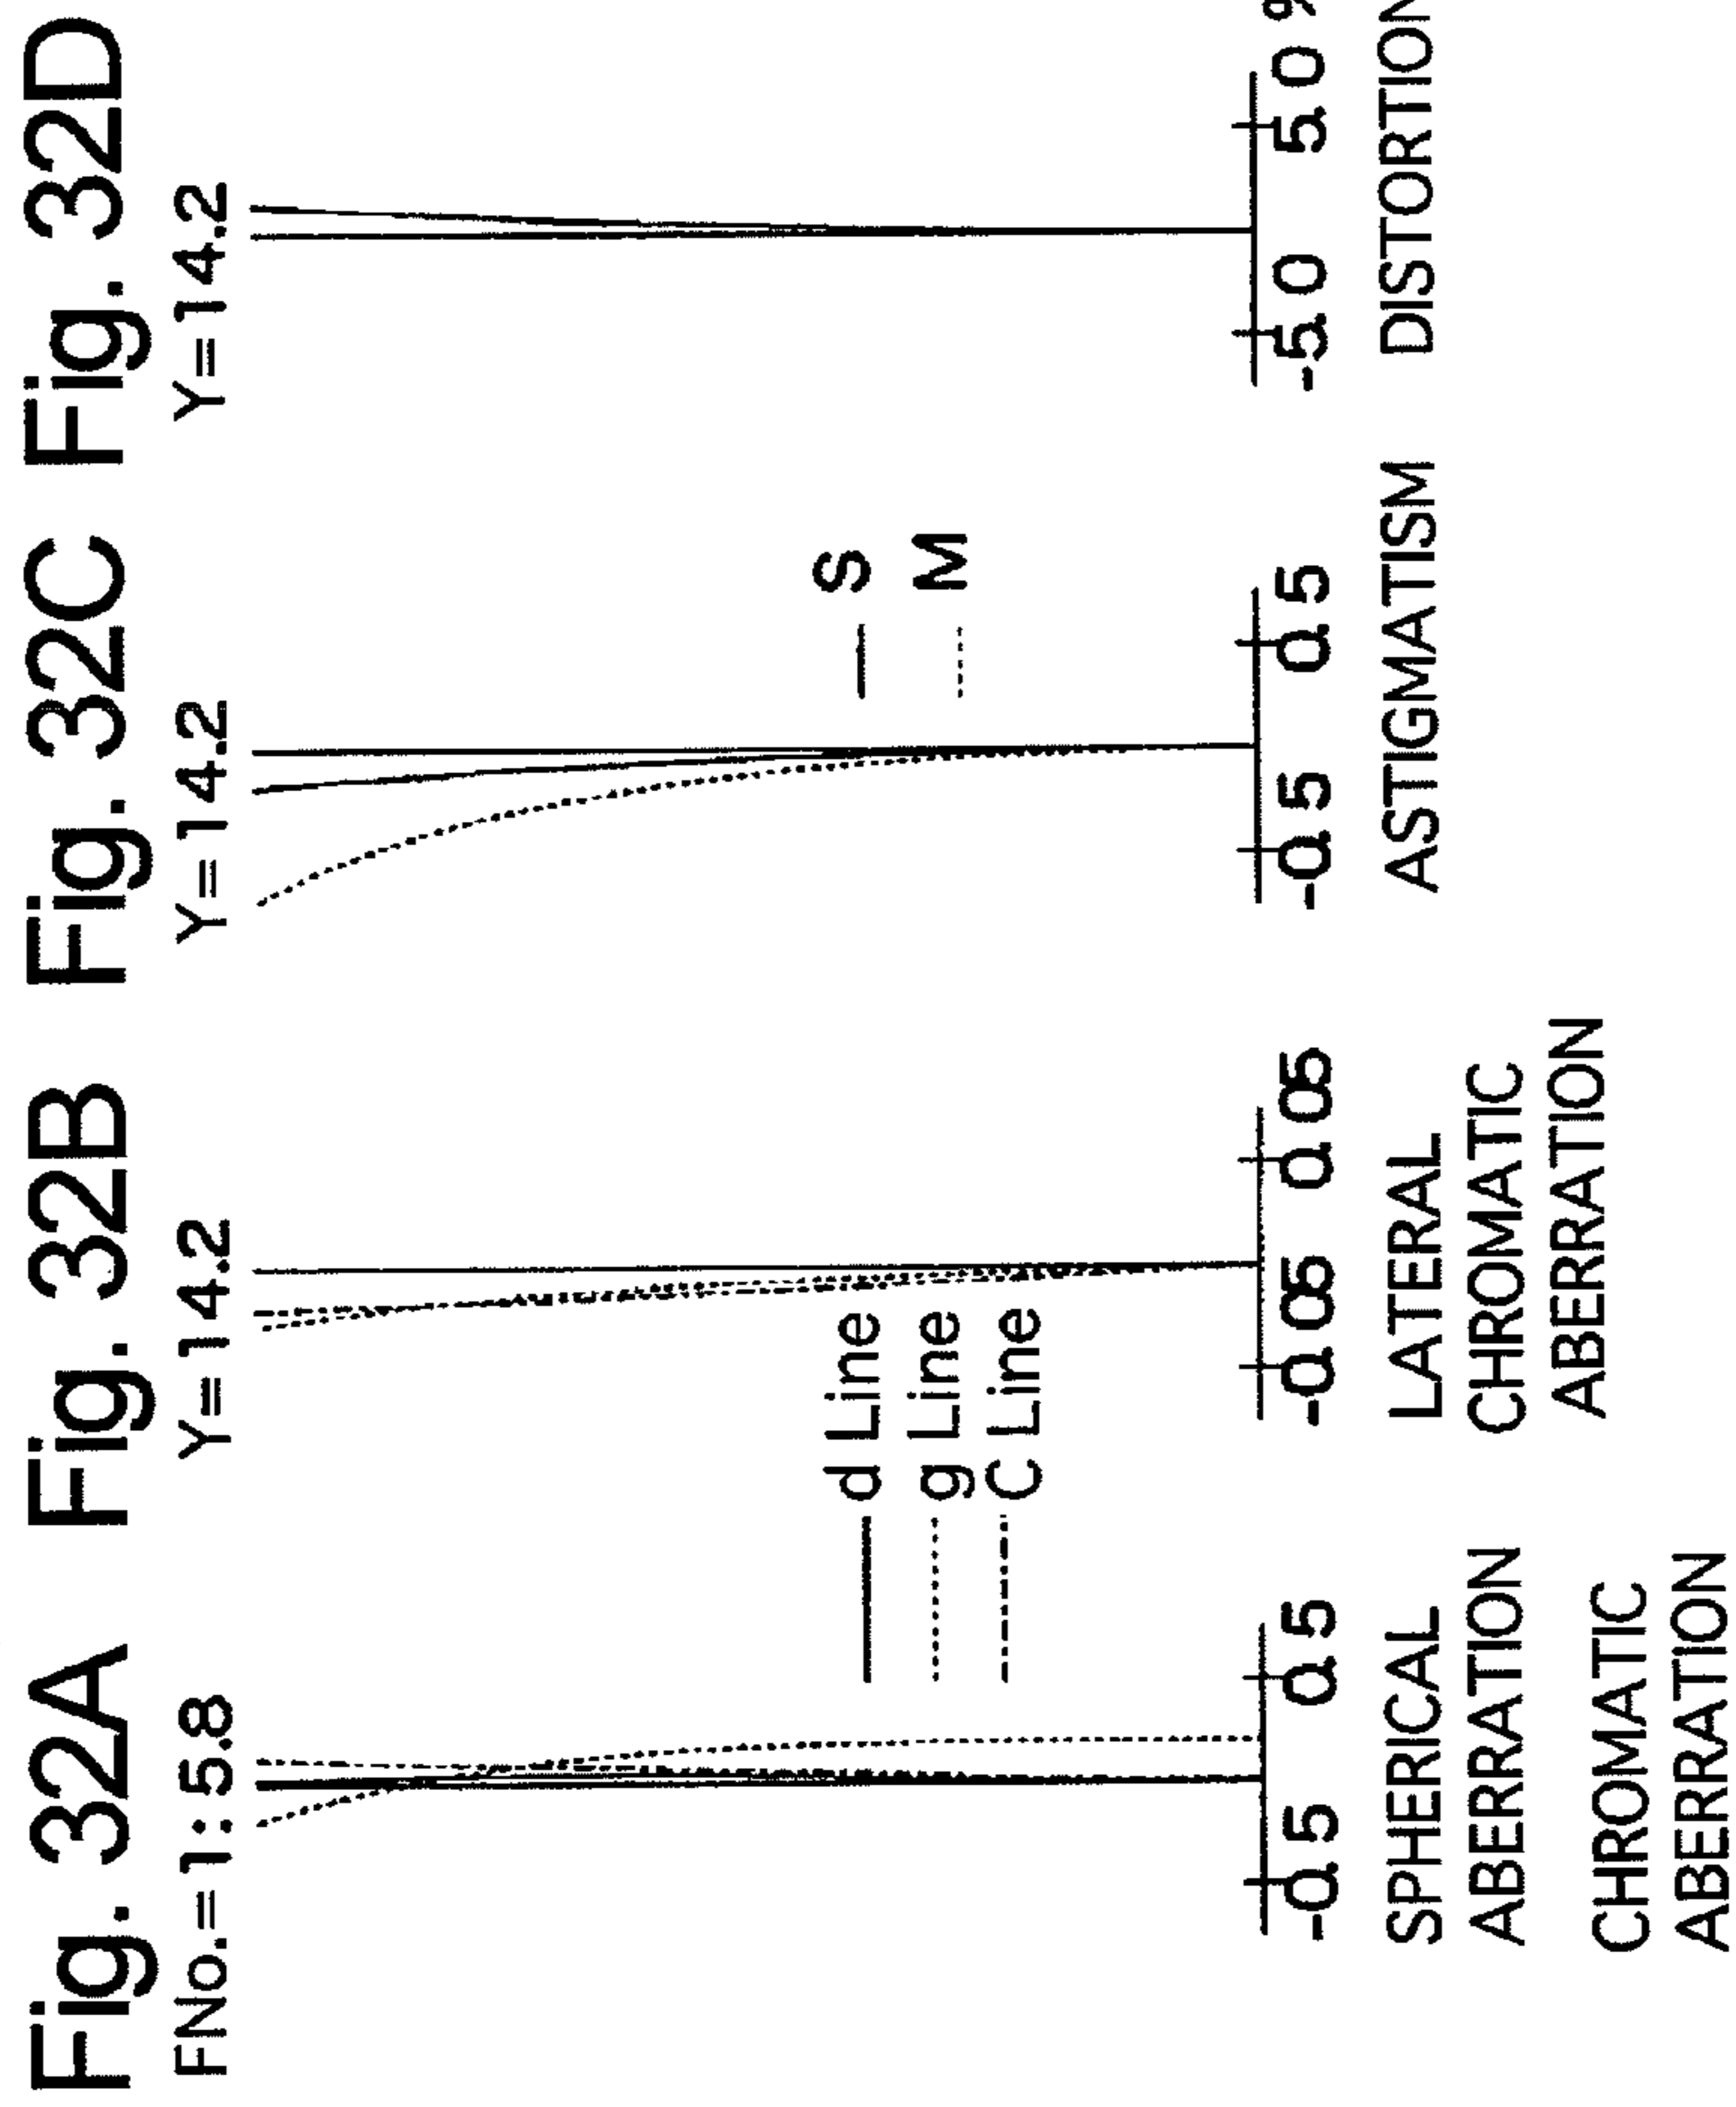 Fig. 32A
FNo.=1:5.8
-0.5 0.5
SPHERICAL
ABERRATION
CHROMATIC
ABERRATION
d Line
g Line
C Line
Fig. 32B
Y=14.2
-0.05 0.05
LATERAL
CHROMATIC
ABERRATION
Fig. 32C
Y=14.2
S
M
-0.5 0.5
ASTIGMATISM
Fig. 32D
Y=14.2
-5.0 5.0 %
DISTORTION